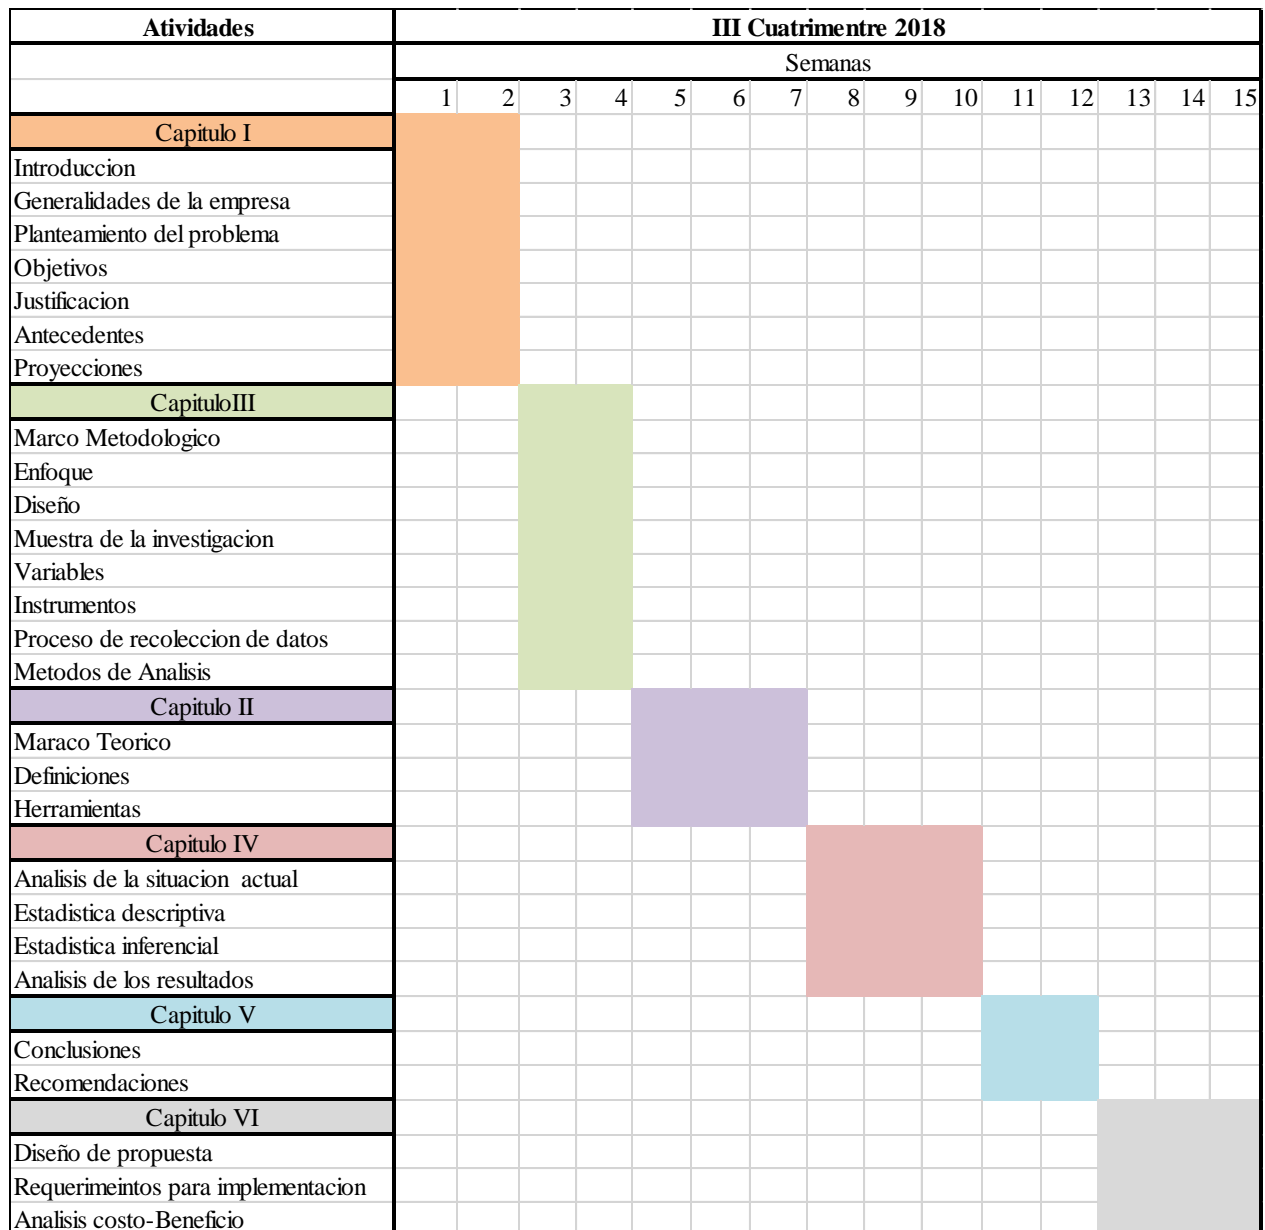 Atividades III Cuatrimentre 2018
Semanas
1 2 3 4 5 6 7 8 9 10 11 12 13 14 15
Capitulo I
Introduccion
Generalidades de la empresa
Planteamiento del problema
Objetivos
Justificacion
Antecedentes
Proyecciones
CapituloIII
Marco Metodologico
Enfoque
Diseño
Muestra de la investigacion
Variables
Instrumentos
Proceso de recoleccion de datos
Metodos de Analisis
Capitulo II
Maraco Teorico
Definiciones
Herramientas
Capitulo IV
Analisis de la situacion actual
Estadistica descriptiva
Estadistica inferencial
Analisis de los resultados
Capitulo V
Conclusiones
Recomendaciones
Capitulo VI
Diseño de propuesta
Requerimeintos para implementacion
Analisis costo-Beneficio